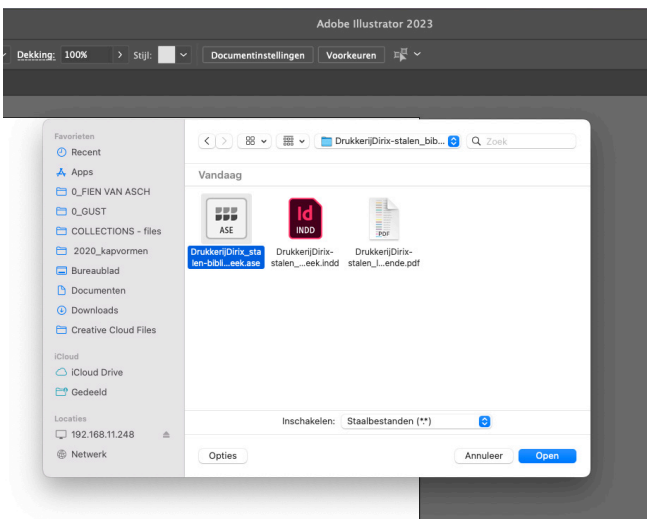 Adobe Illustrator 2023
Dekking: 100% > Stijl: Documentinstellingen Voorkeuren
Favorieten
Recent
Apps
0_FIEN VAN ASCH
0_GUST
COLLECTIONS - files
2020_kapvormen
Bureaublad
Documenten
Downloads
Creative Cloud Files
iCloud
iCloud Drive
Gedeeld
Locaties
192.168.11.248
Netwerk
DrukkerijDirix-stalen_bib... Zoek
Vandaag
ASE
DrukkerijDirix_sta
len-bibli...eek.ase
Id
INDD
DrukkerijDirix-
stalen_...eek.indd
PDF
DrukkerijDirix-
stalen_l...ende.pdf
Inschakelen: Staalbestanden (*.*)
Opties Annuleer Open